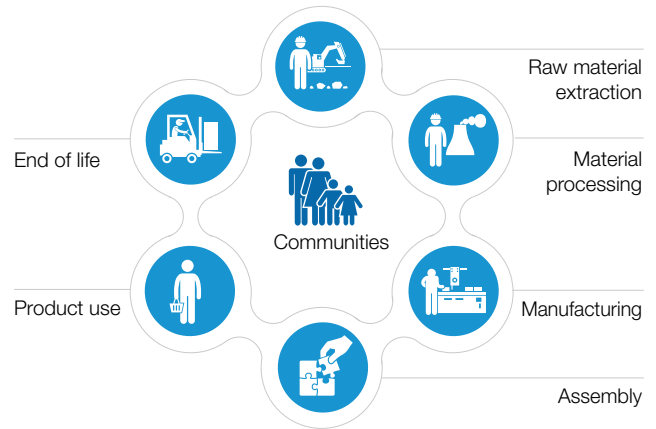 Raw material
extraction
End of life
Material
processing
Communities
Product use
Manufacturing
Assembly